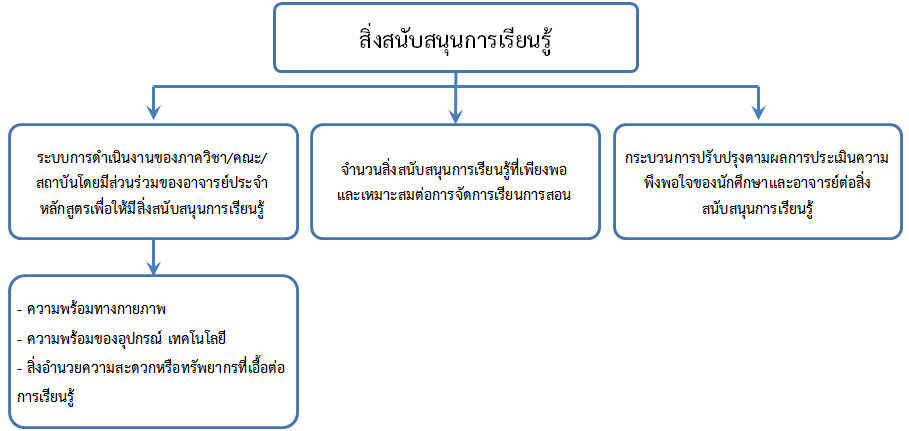 สิ่งสนับสนุนการเรียนรู้
ระบบการดำเนินงานของภาควิชา/คณะ/
สถาบันโดยมีส่วนร่วมของอาจารย์ประจำ
หลักสูตรเพื่อให้มีสิ่งสนับสนุนการเรียนรู้
จำนวนสิ่งสนับสนุนการเรียนรู้ที่เพียงพอ
และเหมาะสมต่อการจัดการเรียนการสอน
กระบวนการปรับปรุงตามผลการประเมินความ
พึงพอใจของนักศึกษาและอาจารย์ต่อสิ่ง
สนับสนุนการเรียนรู้
- ความพร้อมทางกายภาพ
- ความพร้อมของอุปกรณ์ เทคโนโลยี
- สิ่งอำนวยความสะดวกหรือทรัพยากรที่เอื้อต่อ
การเรียนรู้